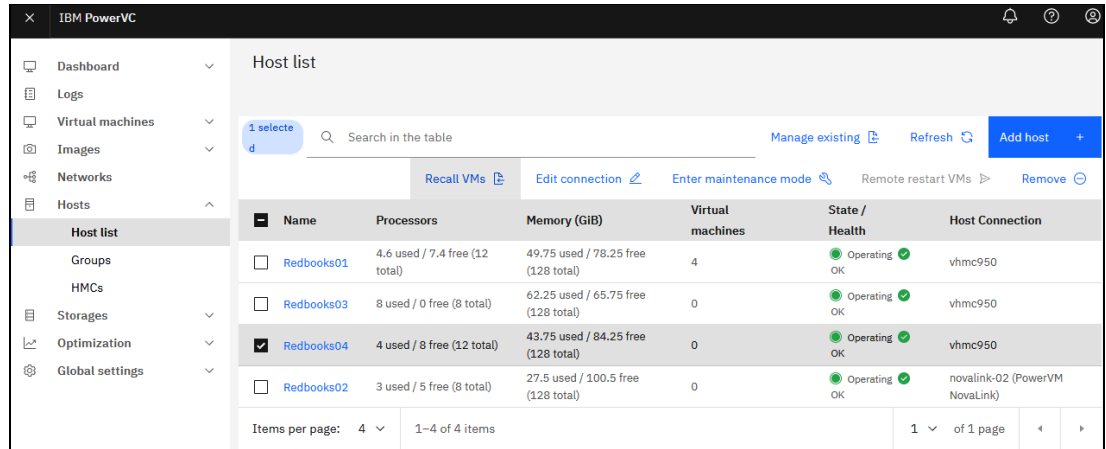 IBM PowerVC
Dashboard
Logs
Virtual machines
Images
Networks
Hosts
Host list
Groups
HMCs
Storages
Optimization
Global settings
Host list
1 selecte
d
Search in the table
Manage existing
Refresh
Add host +
Recall VMs
Edit connection
Enter maintenance mode
Remote restart VMs
Remove
Name Processors Memory (GiB) Virtual machines State / Health Host Connection
Redbooks01 4.6 used / 7.4 free (12 total) 49.75 used / 78.25 free (128 total) 4 Operating OK vhmc950
Redbooks03 8 used / 0 free (8 total) 62.25 used / 65.75 free (128 total) 0 Operating OK vhmc950
Redbooks04 4 used / 8 free (12 total) 43.75 used / 84.25 free (128 total) 0 Operating OK vhmc950
Redbooks02 3 used / 5 free (8 total) 27.5 used / 100.5 free (128 total) 0 Operating OK novalink-02 (PowerVM NovaLink)
Items per page: 4 1–4 of 4 items 1 of 1 page